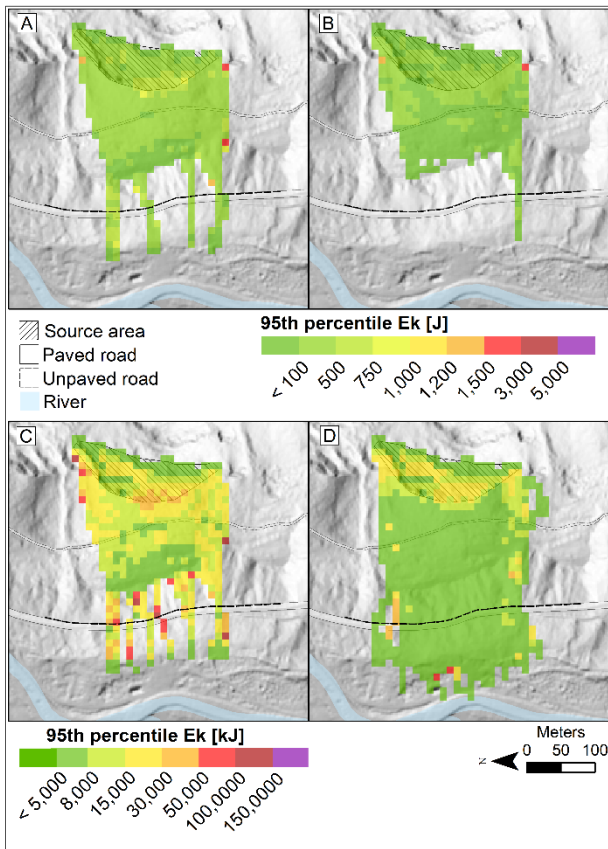 A
B
Source area
Paved road
Unpaved road
River
95th percentile Ek [J]
< 100
500
750
1,000
1,200
1,500
3,000
5,000
C
D
95th percentile Ek [kJ]
< 5,000
8,000
15,000
30,000
50,000
100,0000
150,0000
Meters
0 50 100
N